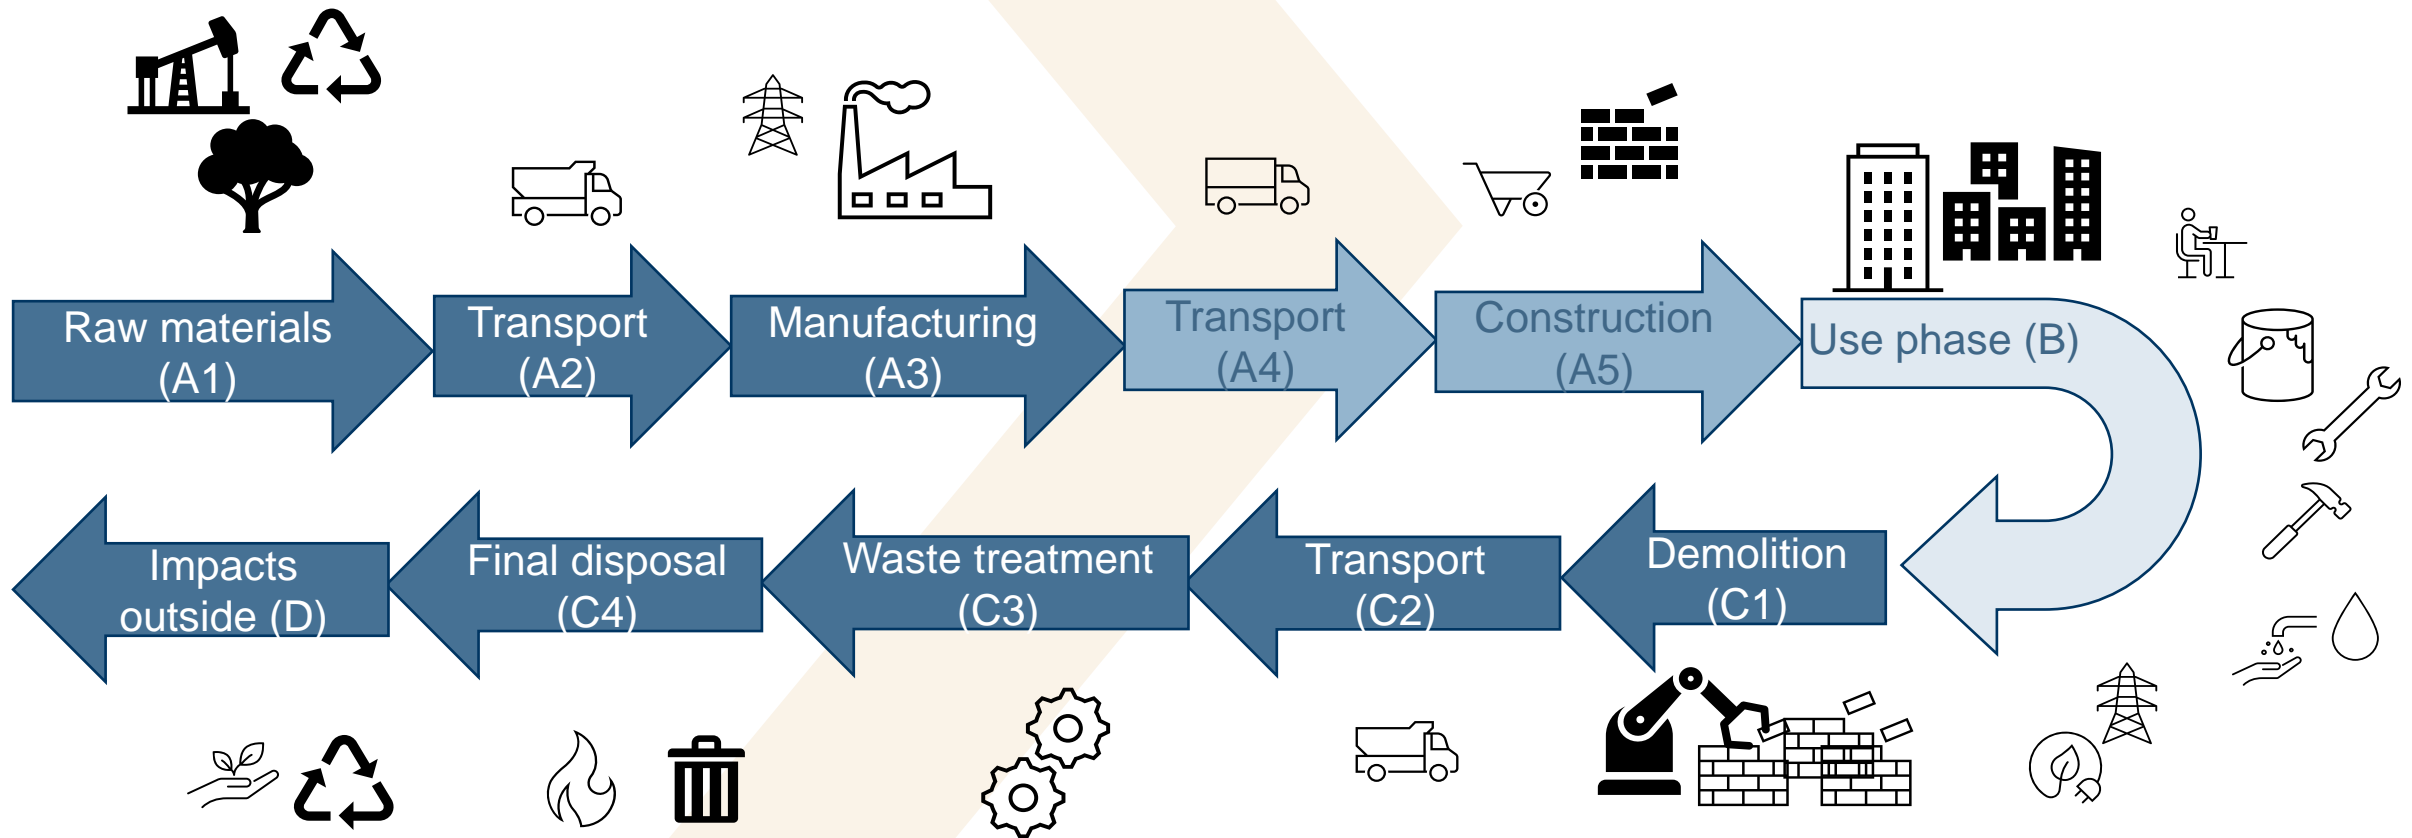 Raw materials
(A1)
Transport
(A2)
Manufacturing
(A3)
Transport
(A4)
Construction
(A5)
Use phase (B)
Impacts
outside (D)
Final disposal
(C4)
Waste treatment
(C3)
Transport
(C2)
Demolition
(C1)